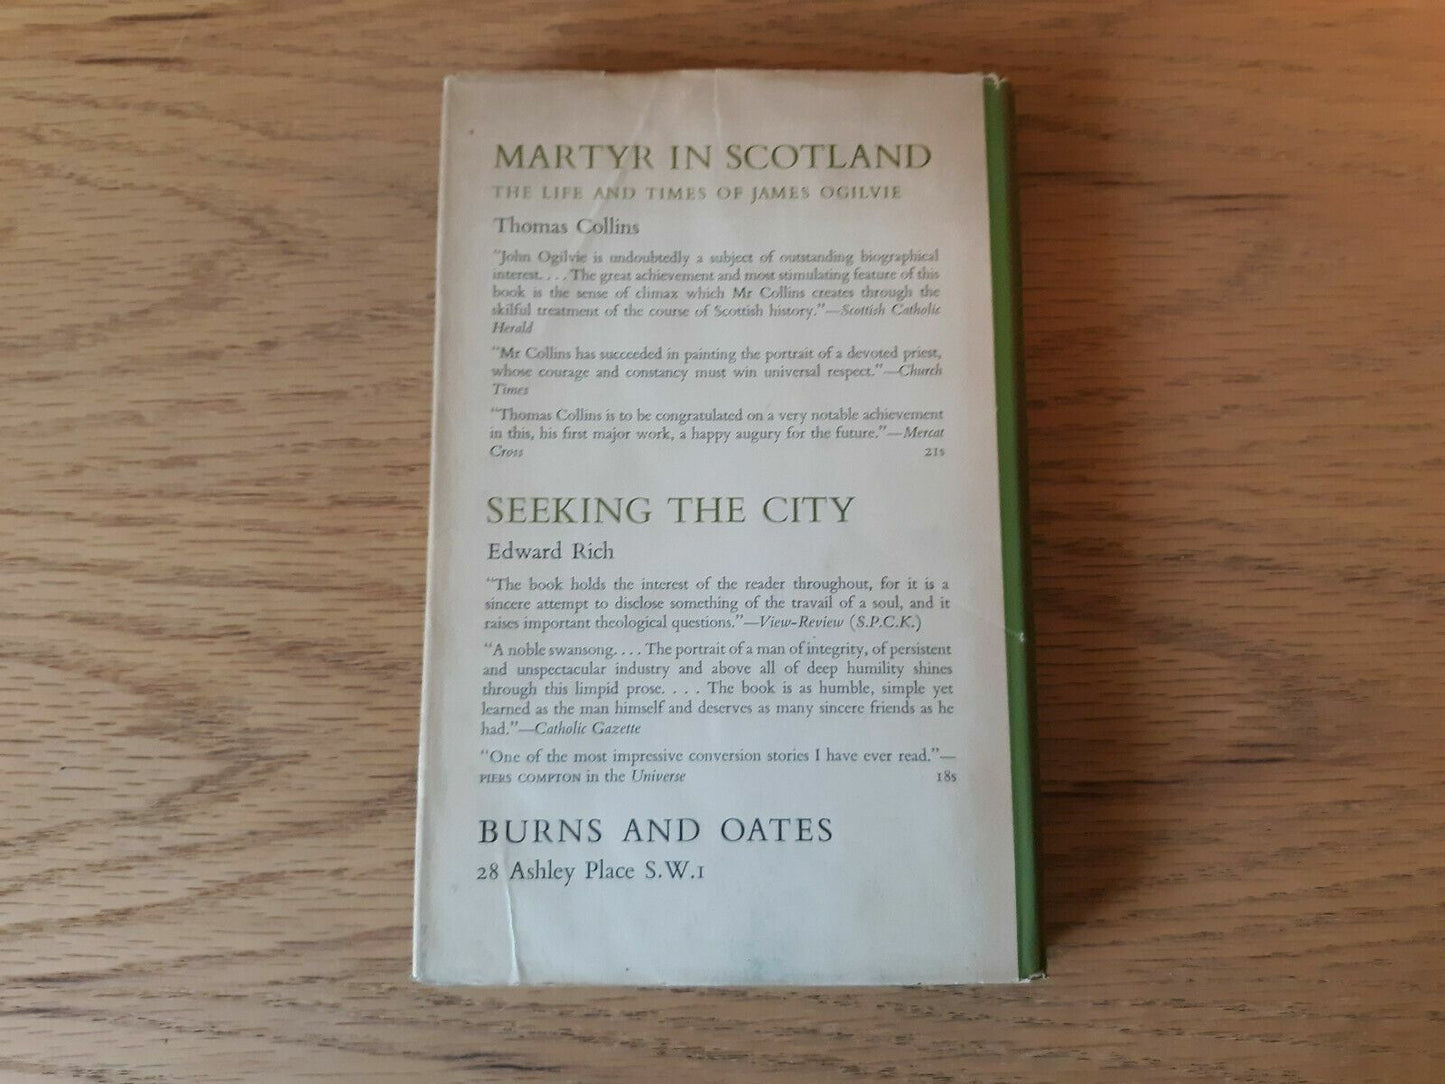 MARTYR IN SCOTLAND
THE LIFE AND TIMES OF JAMES OGILVIE
Thomas Collins
"John Ogilvie is undoubtedly a subject of outstanding biographical
interest. . . . The great achievement and most stimulating feature of this
book is the sense of climax which Mr Collins creates through the
skilful treatment of the course of Scottish history."—Scottish Catholic
Herald
"Mr Collins has succeeded in painting the portrait of a devoted priest,
whose courage and constancy must win universal respect."—Church
Times
"Thomas Collins is to be congratulated on a very notable achievement
in this, his first major work, a happy augury for the future."—Mercat
Cross 21s
SEEKING THE CITY
Edward Rich
"The book holds the interest of the reader throughout, for it is a
sincere attempt to disclose something of the travail of a soul, and it
raises important theological questions."—View-Review (S.P.C.K.)
"A noble swansong. . . . The portrait of a man of integrity, of persistent
and unspectacular industry and above all of deep humility shines
through this limpid prose. . . . The book is as humble, simple yet
learned as the man himself and deserves as many sincere friends as he
had."—Catholic Gazette
"One of the most impressive conversion stories I have ever read."—
PIERS COMPTON in the Universe 18s
BURNS AND OATES
28 Ashley Place S.W.1